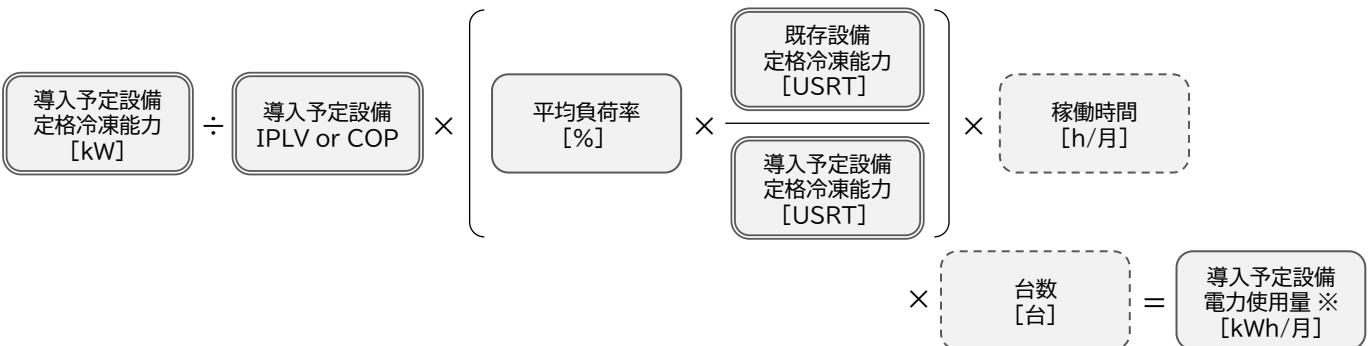 導入予定設備
定格冷凍能力
[kW]
÷
導入予定設備
IPLV or COP
×
平均負荷率
[%]
×
既存設備
定格冷凍能力
[USRT]
導入予定設備
定格冷凍能力
[USRT]
×
稼働時間
[h/月]
×
台数
[台]
=
導入予定設備
電力使用量 ※
[kWh/月]